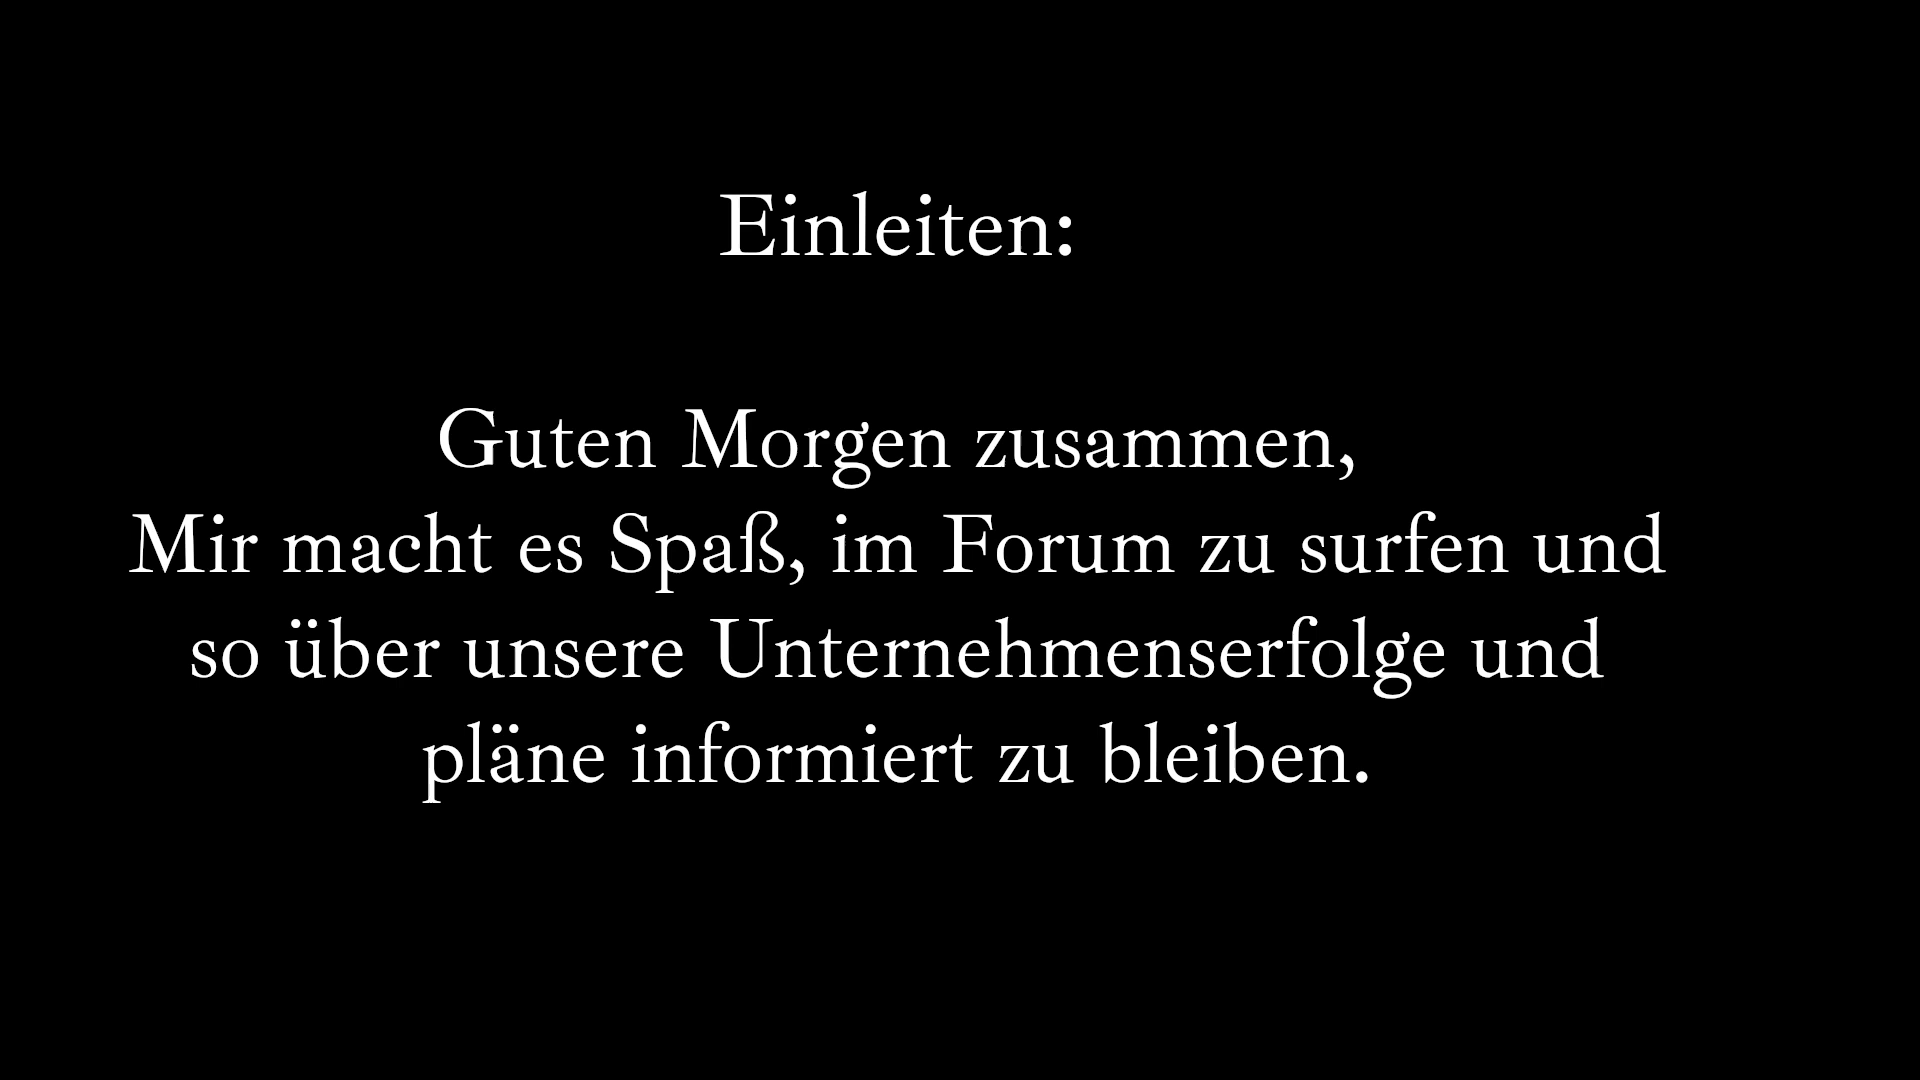 Einleiten:
Guten Morgen zusammen,
Mir macht es Spaß, im Forum zu surfen und
so über unsere Unternehmenserfolge und
pläne informiert zu bleiben.